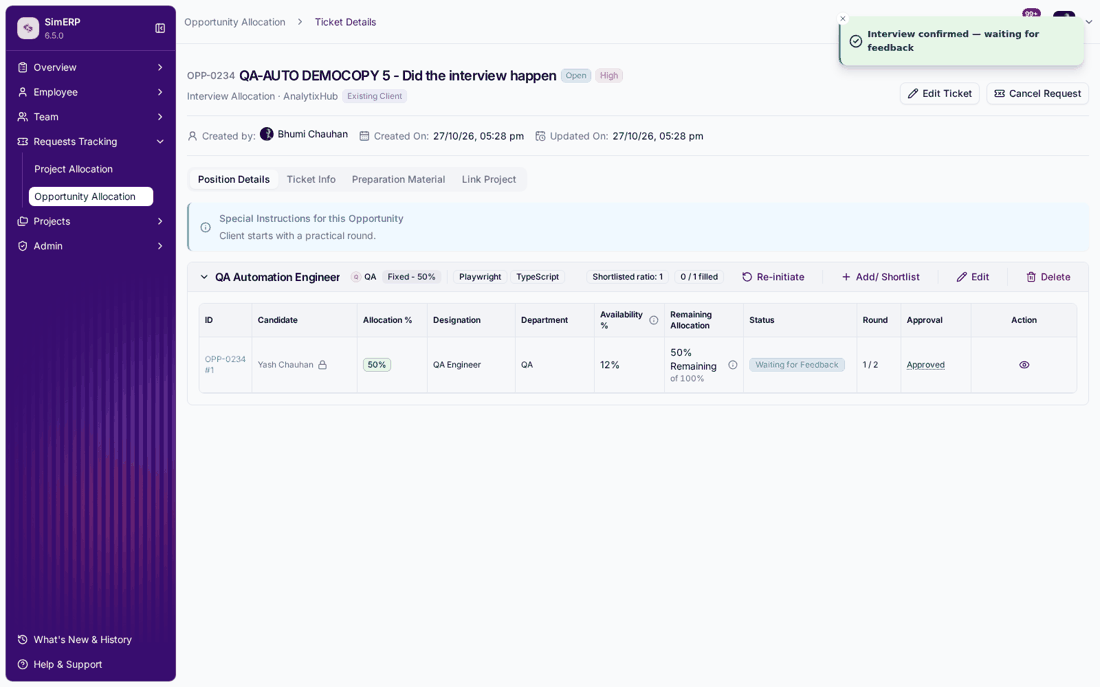 SimERP
6.5.0
Overview
Employee
Team
Requests Tracking
Project Allocation
Opportunity Allocation
Projects
Admin
What's New & History
Help & Support
Opportunity Allocation > Ticket Details
99+
Interview confirmed — waiting for
feedback
OPP-0234 QA-AUTO DEMOCOPY 5 - Did the interview happen Open High
Interview Allocation · AnalytixHub Existing Client
Edit Ticket Cancel Request
Created by: Bhumi Chauhan Created On: 27/10/26, 05:28 pm Updated On: 27/10/26, 05:28 pm
Position Details Ticket Info Preparation Material Link Project
Special Instructions for this Opportunity
Client starts with a practical round.
QA Automation Engineer Q QA Fixed - 50% Playwright TypeScript Shortlisted ratio: 1 0 / 1 filled Re-initiate Add/ Shortlist Edit Delete
ID Candidate Allocation % Designation Department Availability % Remaining Allocation Status Round Approval Action
OPP-0234 #1 Yash Chauhan 50% QA Engineer QA 12% 50% Remaining of 100% Waiting for Feedback 1 / 2 Approved